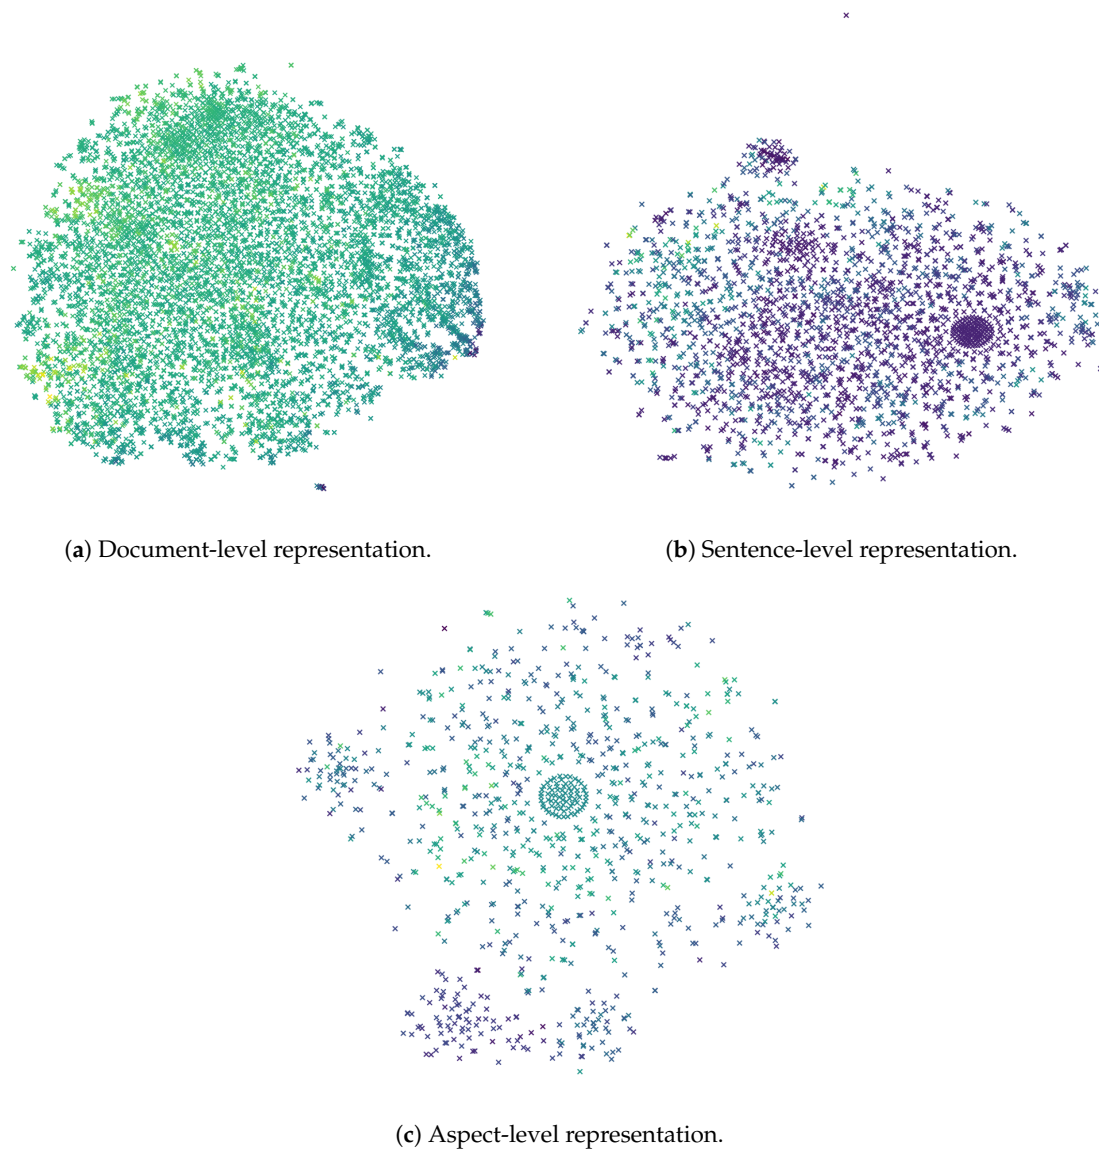 (a) Document-level representation.
(b) Sentence-level representation.
(c) Aspect-level representation.